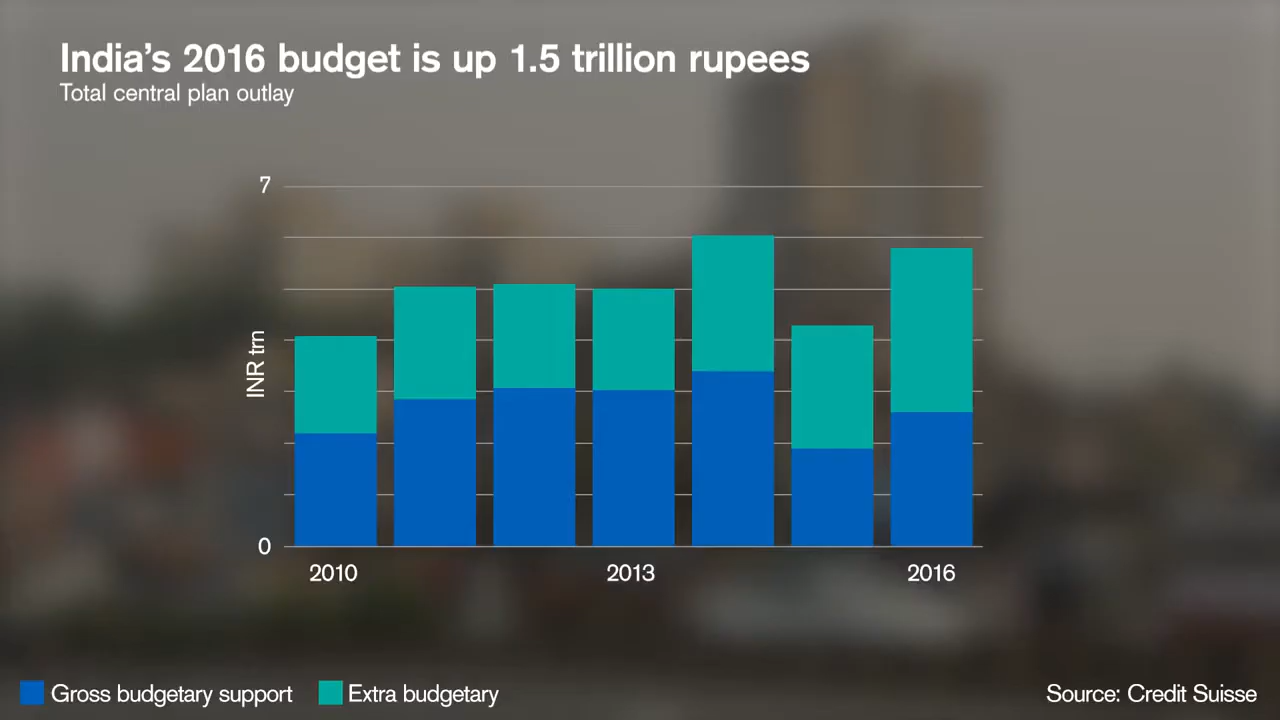 India's 2016 budget is up 1.5 trillion rupees
Total central plan outlay
7
INR trn
0
2010
2013
2016
Gross budgetary support
Extra budgetary
Source: Credit Suisse